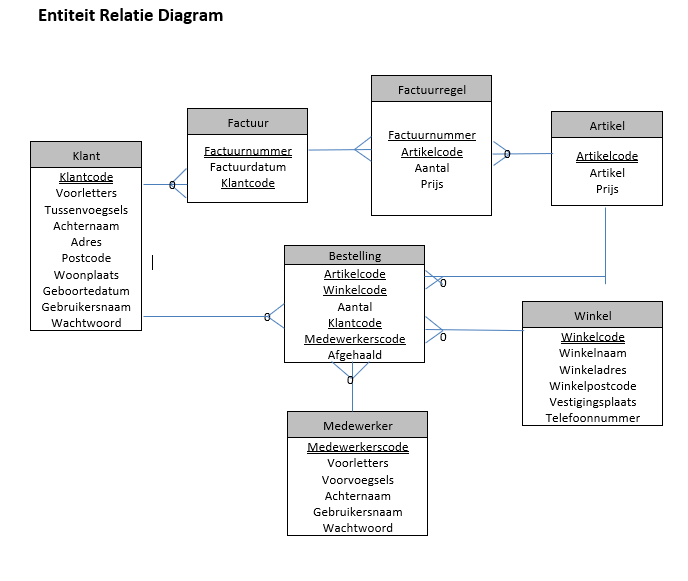 Entiteit Relatie Diagram
Klant
Klantcode
Voorletters
Tussenvoegsels
Achternaam
Adres
Postcode
Woonplaats
Geboortedatum
Gebruikersnaam
Wachtwoord
Factuur
Factuurnummer
Factuurdatum
Klantcode
Factuurregel
Factuurnummer
Artikelcode
Aantal
Prijs
Artikel
Artikelcode
Artikel
Prijs
Bestelling
Artikelcode
Winkelcode
Aantal
Klantcode
Medewerkerscode
Afgehaald
Winkel
Winkelcode
Winkelnaam
Winkeladres
Winkelpostcode
Vestigingsplaats
Telefoonnummer
Medewerker
Medewerkerscode
Voorletters
Voorvoegsels
Achternaam
Gebruikersnaam
Wachtwoord
0
0
0
0
0
0